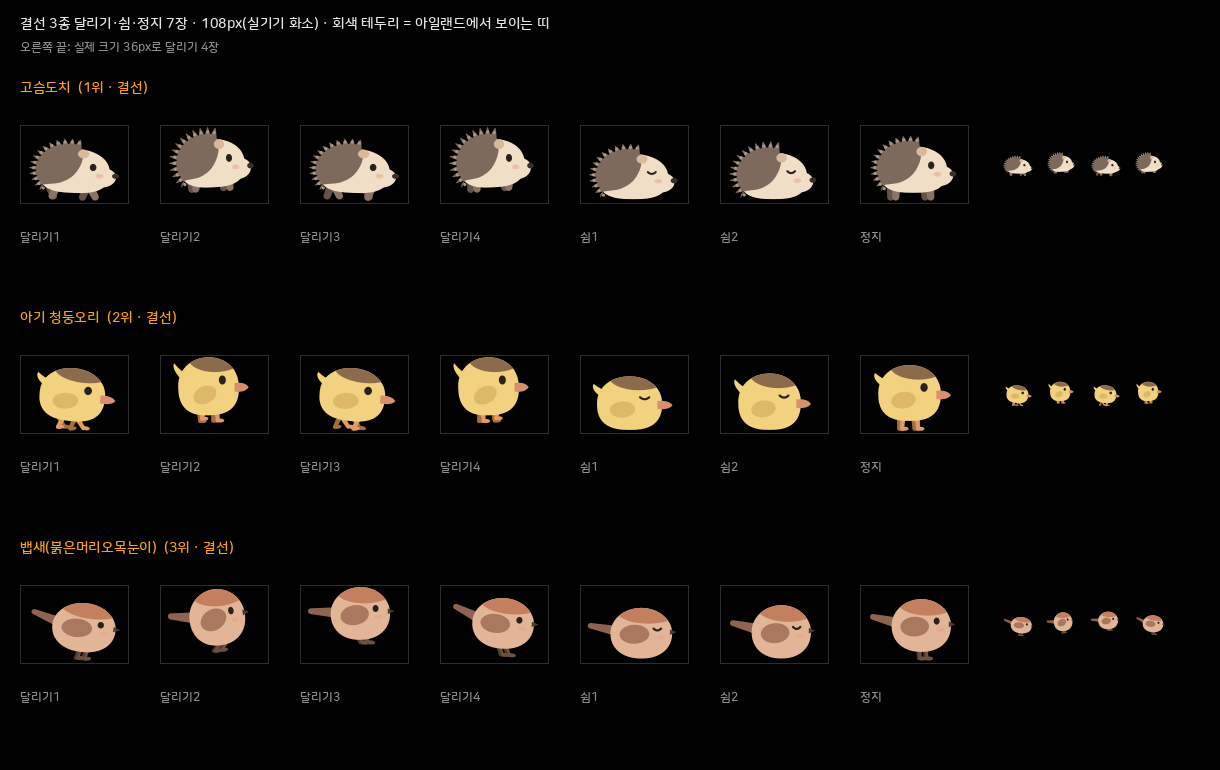 결선 3종 달리기·쉼·정지 7장 · 108px(실기기 화소) · 회색 테두리 = 아일랜드에서 보이는 띠
오른쪽 끝: 실제 크기 36px로 달리기 4장
고슴도치 (1위 · 결선)
달리기1 달리기2 달리기3 달리기4 쉼1 쉼2 정지
아기 청둥오리 (2위 · 결선)
달리기1 달리기2 달리기3 달리기4 쉼1 쉼2 정지
뱁새(붉은머리오목눈이) (3위 · 결선)
달리기1 달리기2 달리기3 달리기4 쉼1 쉼2 정지